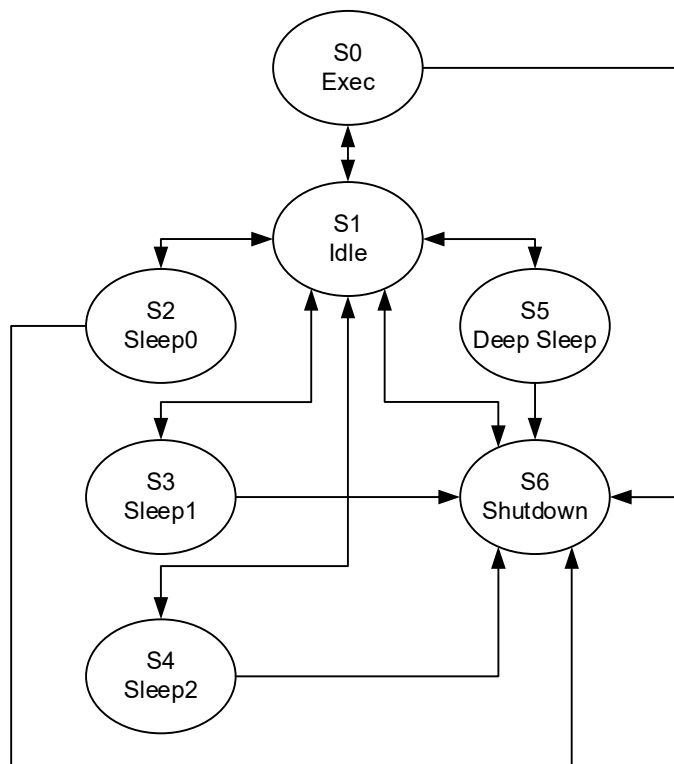 S0
Exec
S1
Idle
S2
Sleep0
S5
Deep Sleep
S3
Sleep1
S6
Shutdown
S4
Sleep2